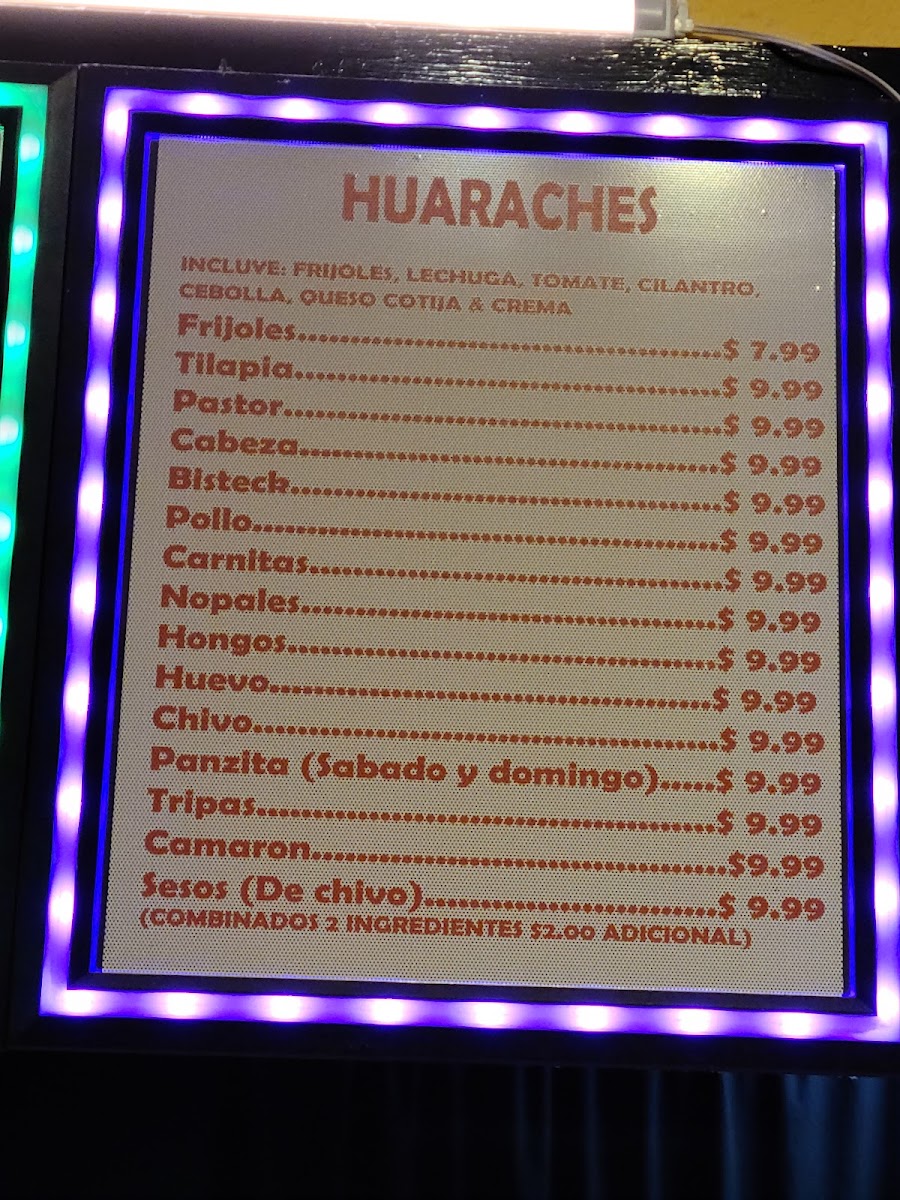 HUARACHES
INCLUVE: FRIJOLES, LECHUGA, TOMATE, CILANTRO,
CEBOLLA, QUESO COTIJA & CREMA
Frijoles..........................................$ 7.99
Tilapia...........................................$ 9.99
Pastor............................................$ 9.99
Cabeza..........................................$ 9.99
Bisteck...........................................$ 9.99
Pollo...............................................$ 9.99
Carnitas.........................................$ 9.99
Nopales.........................................$ 9.99
Hongos..........................................$ 9.99
Huevo...........................................$ 9.99
Chivo..............................................$ 9.99
Panzita (Sabado y domingo)......$ 9.99
Tripas.............................................$ 9.99
Camaron........................................$9.99
Sesos (De chivo)............................$ 9.99
(COMBINADOS 2 INGREDIENTES $2.00 ADICIONAL)